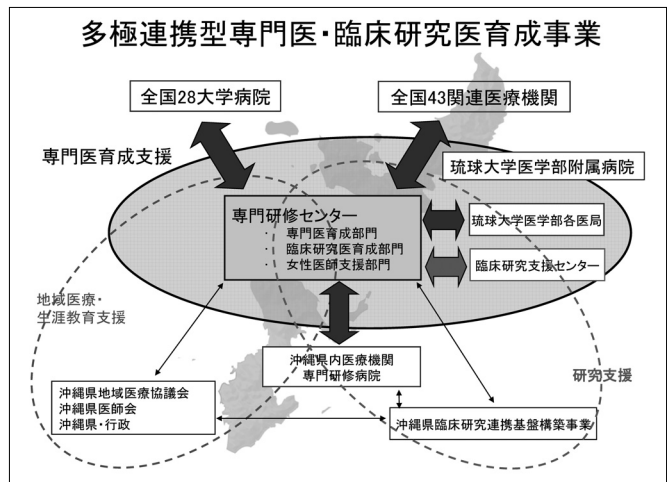 多極連携型専門医・臨床研究医育成事業
全国28大学病院
全国43関連医療機関
専門医育成支援
琉球大学医学部附属病院
専門研修センター
・ 専門医育成部門
・ 臨床研究医育成部門
・ 女性医師支援部門
琉球大学医学部各医局
臨床研究支援センター
地域医療・
生涯教育支援
沖縄県内医療機関
専門研修病院
研究支援
沖縄県地域医療協議会
沖縄県医師会
沖縄県・行政
沖縄県臨床研究連携基盤構築事業